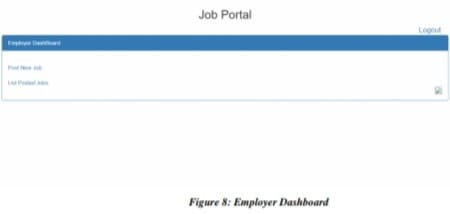 Job Portal
Logout
Employer Dashboard
Post New Job
List Posted Jobs
Figure 8: Employer Dashboard